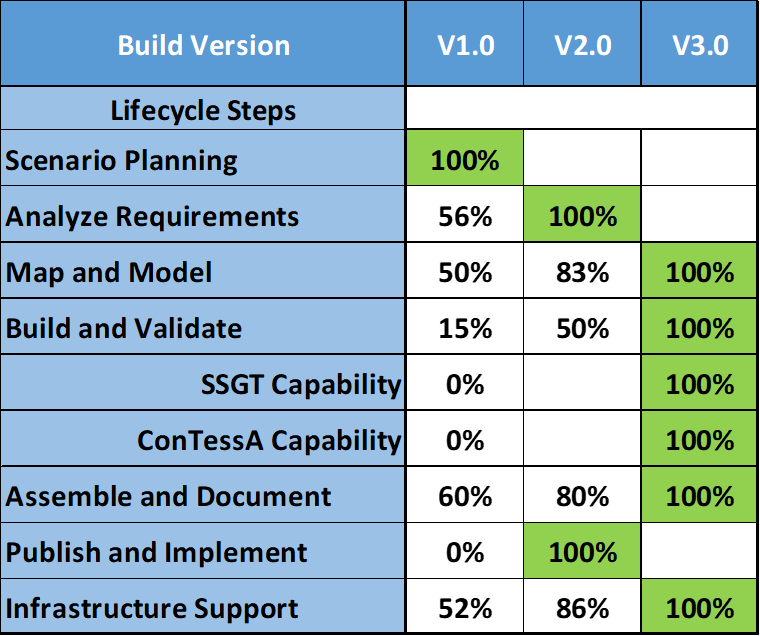 Build Version V1.0 V2.0 V3.0
Lifecycle Steps
Scenario Planning 100%
Analyze Requirements 56% 100%
Map and Model 50% 83% 100%
Build and Validate 15% 50% 100%
SSGT Capability 0% 100%
ConTessA Capability 0% 100%
Assemble and Document 60% 80% 100%
Publish and Implement 0% 100%
Infrastructure Support 52% 86% 100%